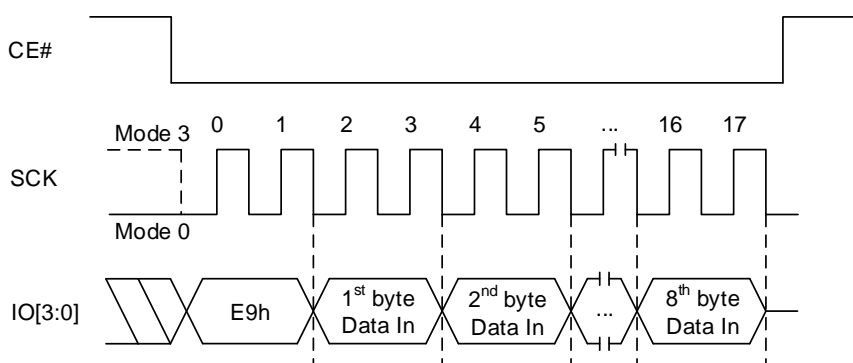 CE#
0 1 2 3 4 5 ... 16 17
Mode 3
SCK
Mode 0
IO[3:0]
E9h
1st byte
Data In
2nd byte
Data In
...
8th byte
Data In